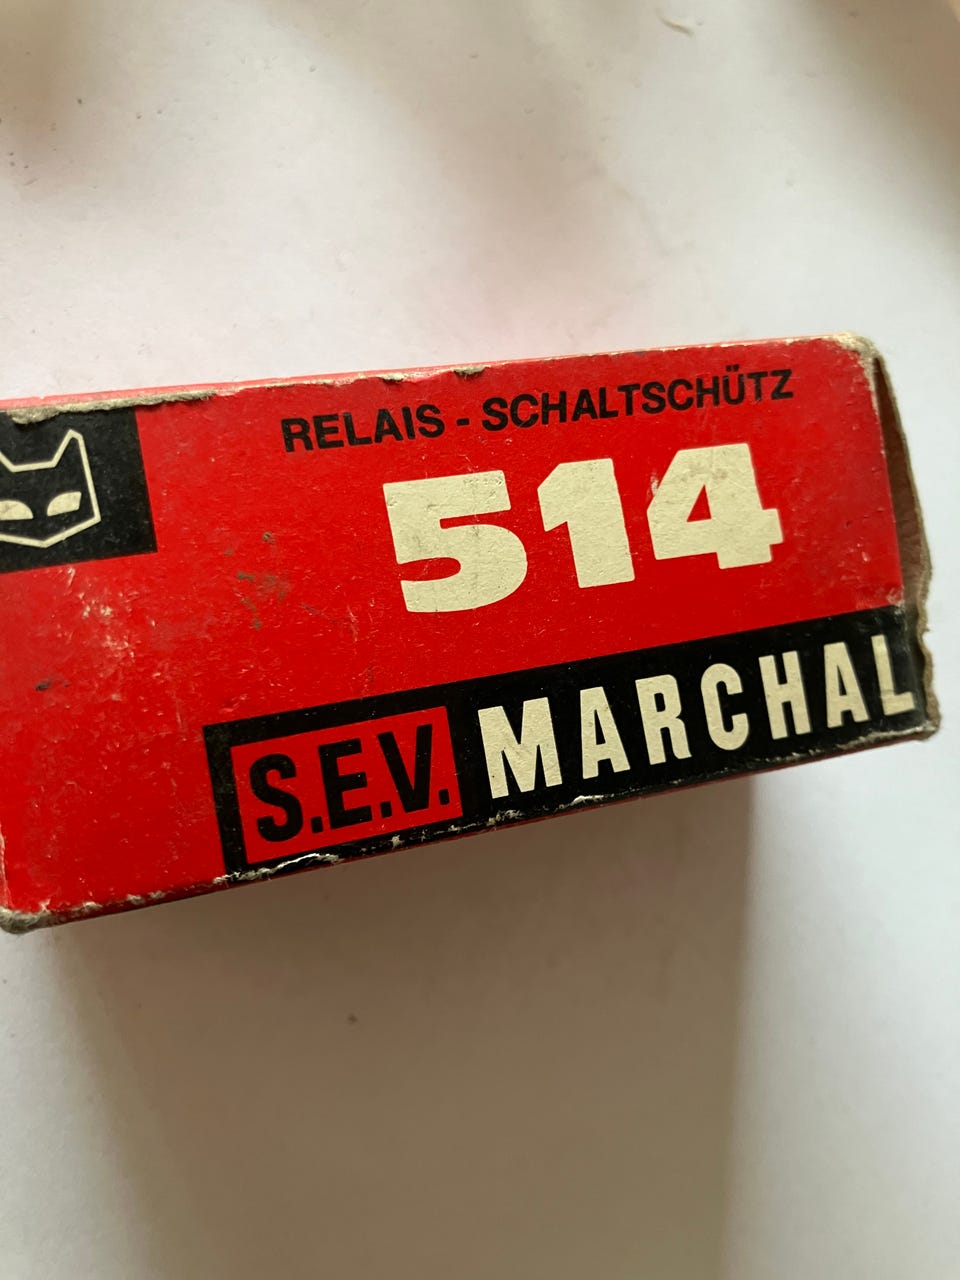 RELAIS - SCHALTSCHÜTZ
514
S.E.V. MARCHAL